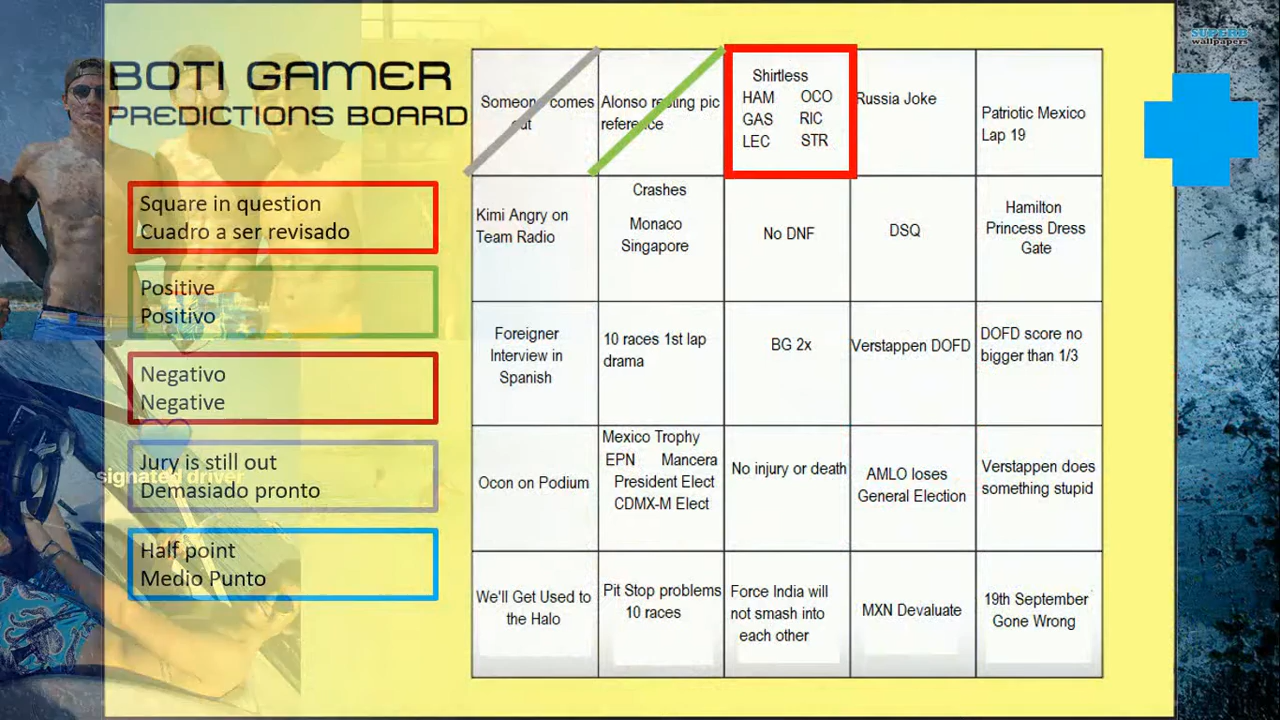 SUPERB
wallpapers
BOTI GAMER
PREDICTIONS BOARD
Square in question
Cuadro a ser revisado
Positive
Positivo
Negativo
Negative
Jury is still out
Demasiado pronto
signated driver
Half point
Medio Punto
Someone comes
out
Alonso resting pic
reference
Shirtless
HAM OCO
GAS RIC
LEC STR
Russia Joke
Patriotic Mexico
Lap 19
Kimi Angry on
Team Radio
Crashes
Monaco
Singapore
No DNF
DSQ
Hamilton
Princess Dress
Gate
Foreigner
Interview in
Spanish
10 races 1st lap
drama
BG 2x
Verstappen DOFD
DOFD score no
bigger than 1/3
Ocon on Podium
Mexico Trophy
EPN Mancera
President Elect
CDMX-M Elect
No injury or death
AMLO loses
General Election
Verstappen does
something stupid
We'll Get Used to
the Halo
Pit Stop problems
10 races
Force India will
not smash into
each other
MXN Devaluate
19th September
Gone Wrong